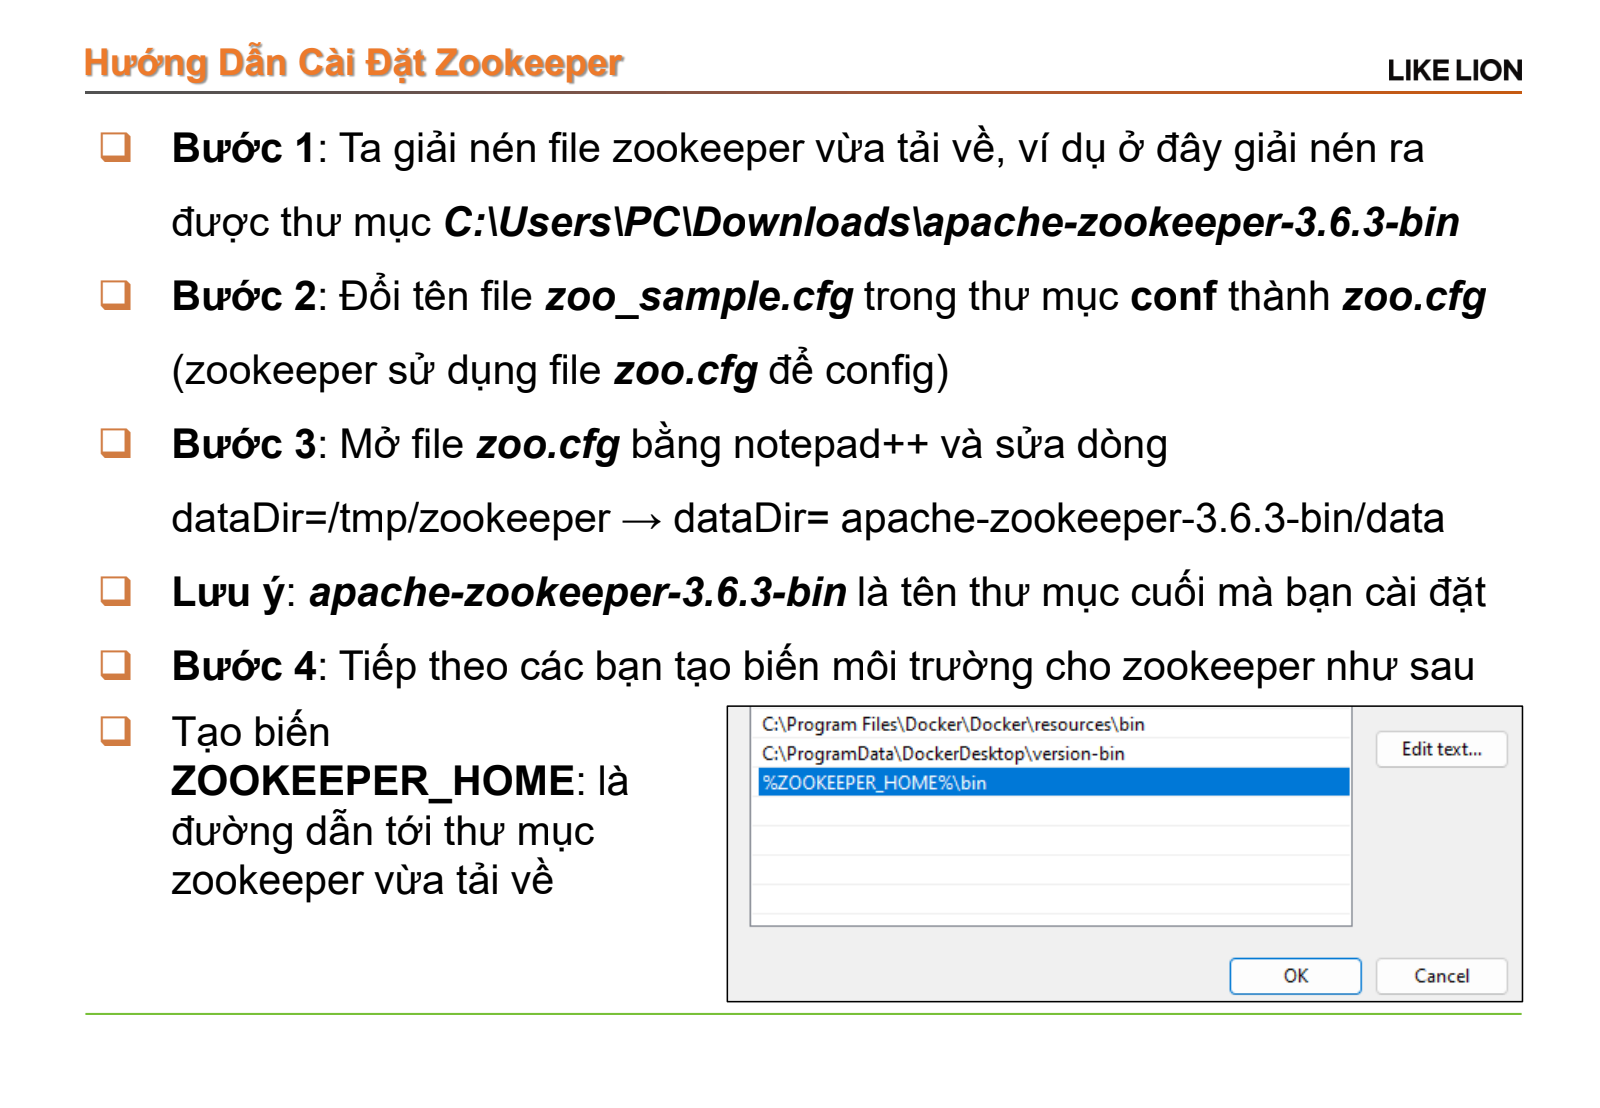 Hướng Dẫn Cài Đặt Zookeeper
LIKE LION
Bước 1: Ta giải nén file zookeeper vừa tải về, ví dụ ở đây giải nén ra
được thư mục C:\Users\PC\Downloads\apache-zookeeper-3.6.3-bin
Bước 2: Đổi tên file zoo_sample.cfg trong thư mục conf thành zoo.cfg
(zookeeper sử dụng file zoo.cfg để config)
Bước 3: Mở file zoo.cfg bằng notepad++ và sửa dòng
dataDir=/tmp/zookeeper → dataDir= apache-zookeeper-3.6.3-bin/data
Lưu ý: apache-zookeeper-3.6.3-bin là tên thư mục cuối mà bạn cài đặt
Bước 4: Tiếp theo các bạn tạo biến môi trường cho zookeeper như sau
Tạo biến
ZOOKEEPER_HOME: là
đường dẫn tới thư mục
zookeeper vừa tải về
C:\Program Files\Docker\Docker\resources\bin
C:\ProgramData\DockerDesktop\version-bin
%ZOOKEEPER_HOME%\bin
Edit text...
OK
Cancel